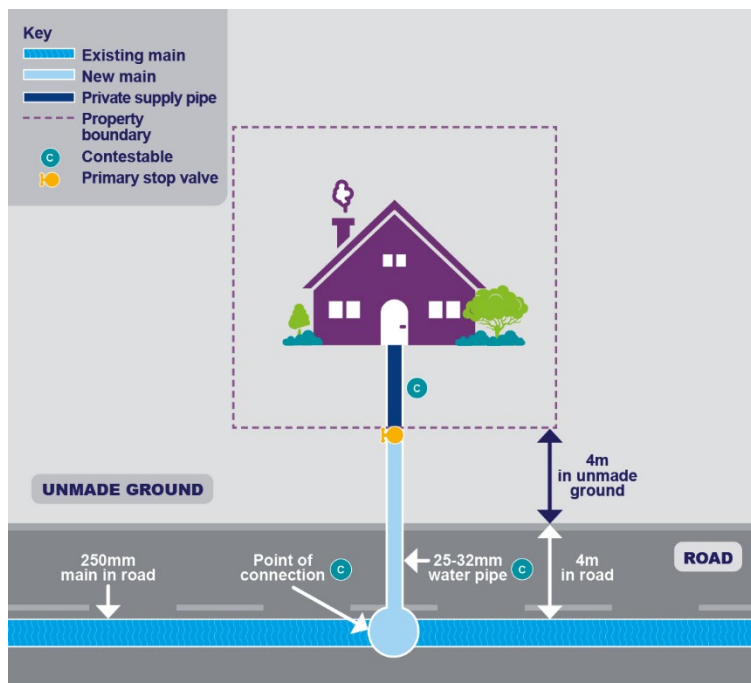 Key
Existing main
New main
Private supply pipe
Property
boundary
C
Contestable
Primary stop valve
C
4m
in unmade
ground
UNMADE GROUND
250mm
main in road
Point of
connection C
25-32mm
water pipe C
4m
in road
ROAD